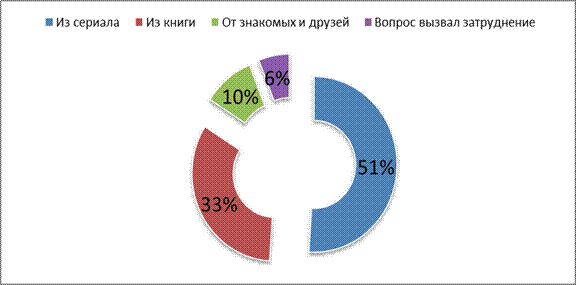 Из сериала Из книги От знакомых и друзей Вопрос вызвал затруднение
6%
10%
51%
33%